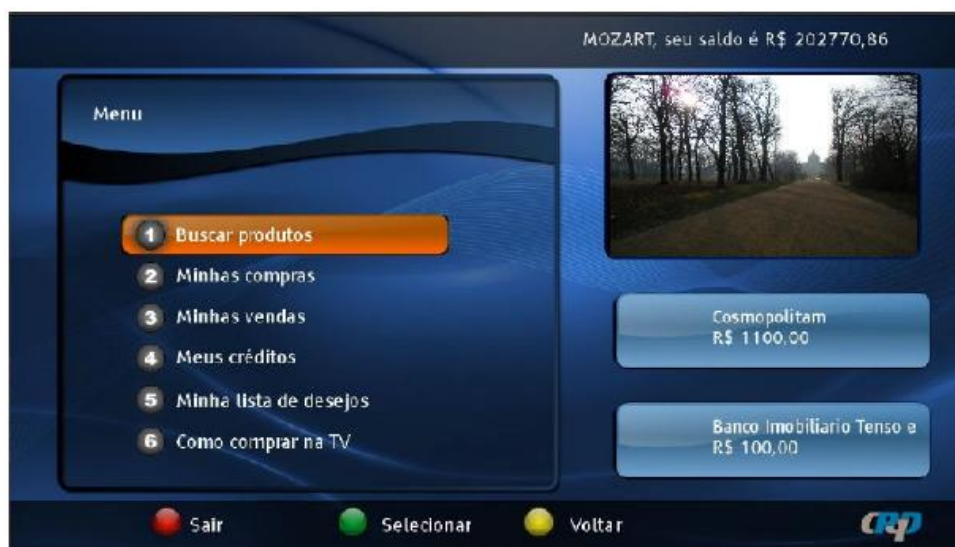 MOZART, seu saldo é R$ 202770,86
Menu
1 Buscar produtos
2 Minhas compras
3 Minhas vendas
4 Meus créditos
5 Minha lista de desejos
6 Como comprar na TV
Cosmopolitam
R$ 1100,00
Banco Imobiliario Tenso e
R$ 100,00
Sair
Selecionar
Voltar